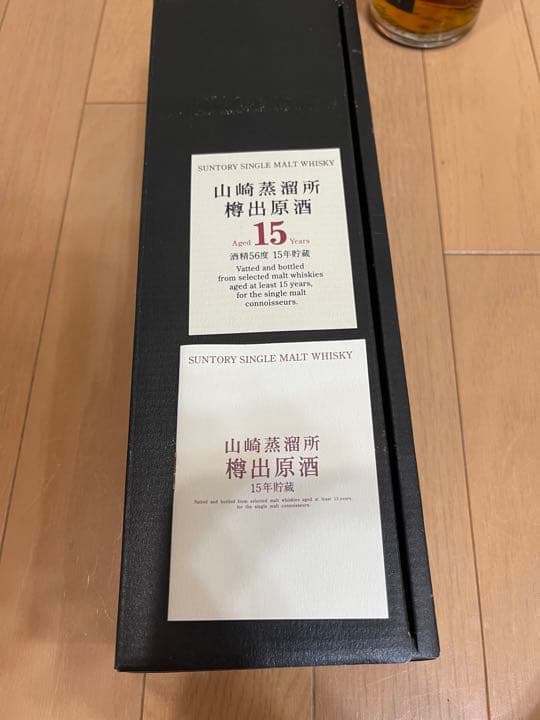 SUNTORY SINGLE MALT WHISKY
山崎蒸溜所
樽出原酒
Aged 15 Years
酒精56度 15年貯蔵
Vatted and bottled
from selected malt whiskies
aged at least 15 years,
for the single malt
connoisseurs.
SUNTORY SINGLE MALT WHISKY
山崎蒸溜所
樽出原酒
15年貯蔵
Vatted and bottled from selected malt whiskies aged at least 15 years,
for the single malt connoisseurs.